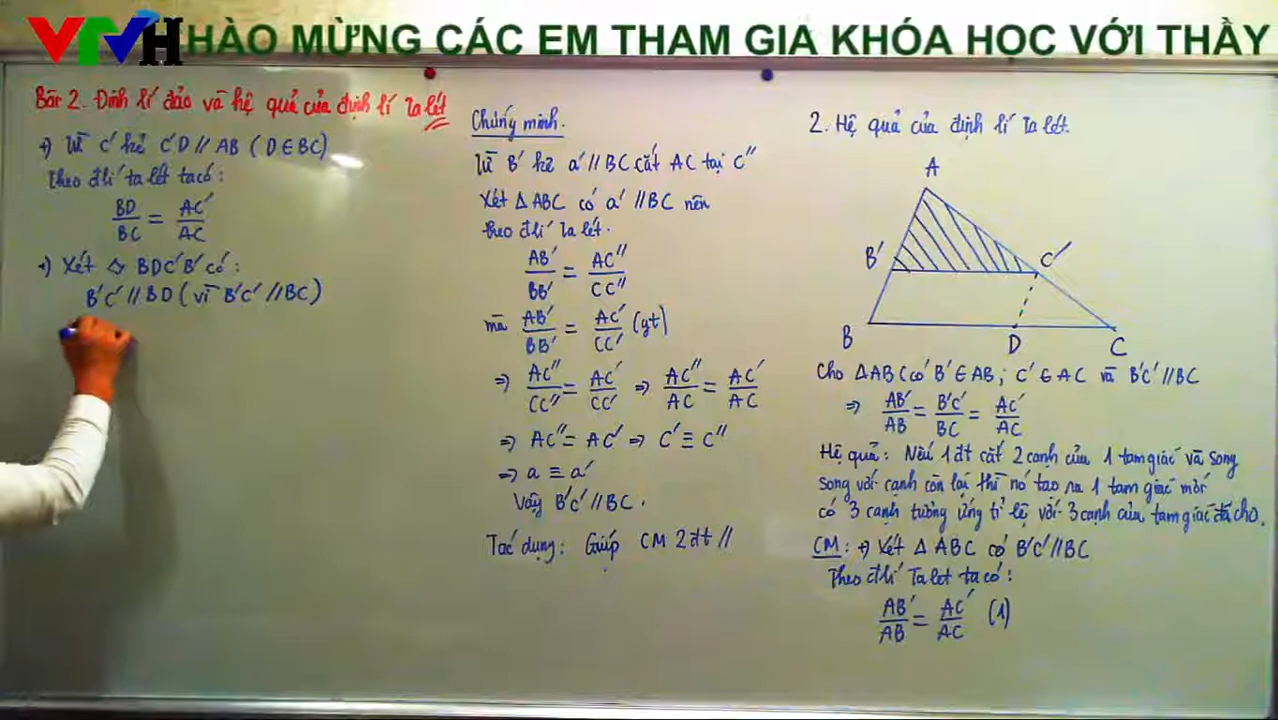 VTVH
CHÀO MỪNG CÁC EM THAM GIA KHÓA HỌC VỚI THẦY
Bài 2. Định lí đảo và hệ quả của định lí Ta lét
+) Từ C' kẻ C'D // AB (D ∈ BC)
Theo đlí ta lét ta có:
BD/BC = AC'/AC
+) Xét ▱ BDC'B' có:
B'C' // BD (vì B'C' // BC)
Chứng minh.
Từ B' kẻ a' // BC cắt AC tại C''
Xét Δ ABC có a' // BC nên
theo đlí Ta lét.
AB'/BB' = AC''/CC''
mà AB'/BB' = AC'/CC' (gt)
⇒ AC''/CC'' = AC'/CC' ⇒ AC''/AC = AC'/AC
⇒ AC'' = AC' ⇒ C' ≡ C''
⇒ a ≡ a'
Vậy B'C' // BC.
Tác dụng: Giúp CM 2 đt //
2. Hệ quả của định lí Ta lét.
A
B' C'
B D C
Cho ΔABC có B' ∈ AB; C' ∈ AC và B'C' // BC
⇒ AB'/AB = B'C'/BC = AC'/AC
Hệ quả: Nếu 1 đt cắt 2 cạnh của 1 tam giác và song
song với cạnh còn lại thì nó tạo ra 1 tam giác mới
có 3 cạnh tương ứng tỉ lệ với 3 cạnh của tam giác đã cho.
CM: +) Xét Δ ABC có B'C' // BC
Theo đlí Ta let ta có:
AB'/AB = AC'/AC (1)